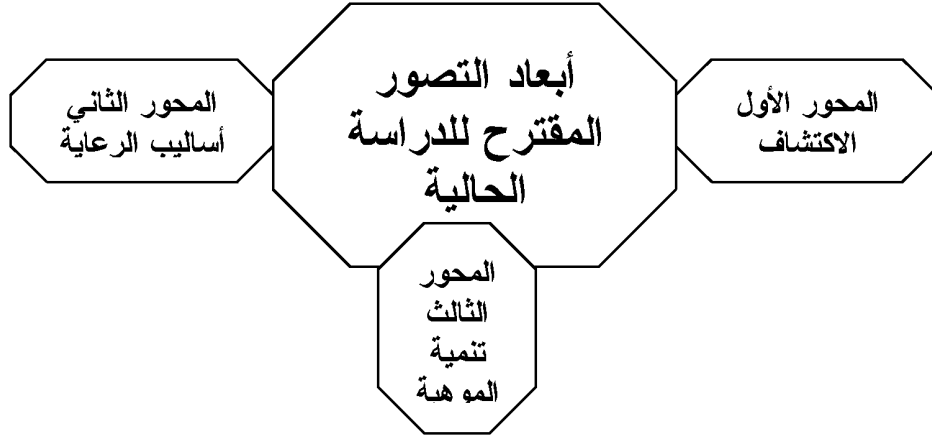 أبعاد التصور
المقترح للدراسة
الحالية
المحور الأول
الاكتشاف
المحور الثاني
أساليب الرعاية
المحور
الثالث
تنمية
الموهبة